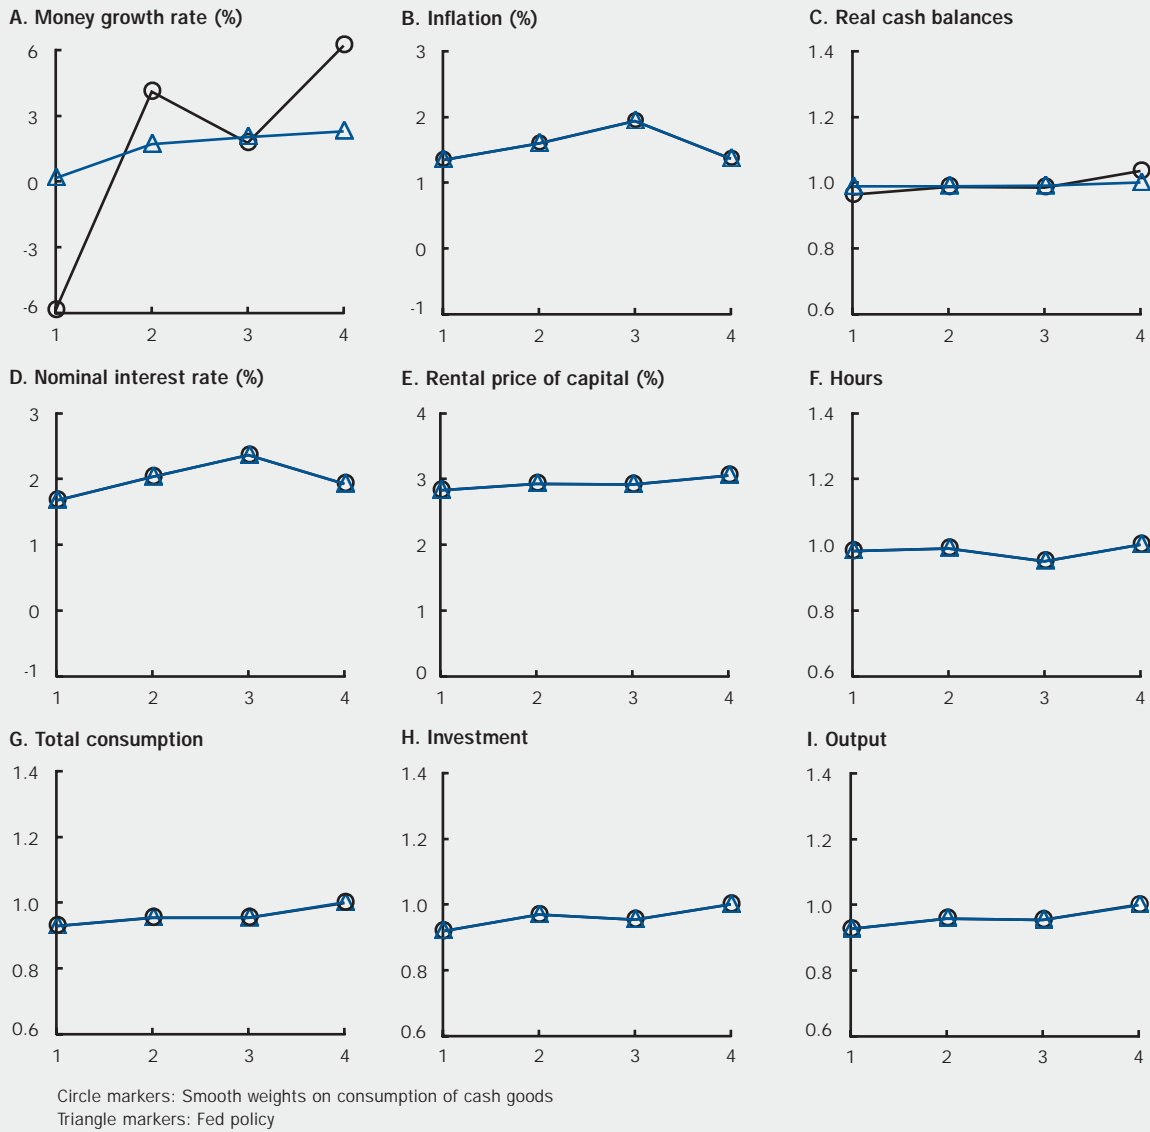 A. Money growth rate (%)
6
3
0
-3
-6
1 2 3 4
B. Inflation (%)
3
2
1
0
-1
1 2 3 4
C. Real cash balances
1.4
1.2
1.0
0.8
0.6
1 2 3 4
D. Nominal interest rate (%)
3
2
1
0
-1
1 2 3 4
E. Rental price of capital (%)
4
3
2
1
0
1 2 3 4
F. Hours
1.4
1.2
1.0
0.8
0.6
1 2 3 4
G. Total consumption
1.4
1.2
1.0
0.8
0.6
1 2 3 4
H. Investment
1.4
1.2
1.0
0.8
0.6
1 2 3 4
I. Output
1.4
1.2
1.0
0.8
0.6
1 2 3 4
Circle markers: Smooth weights on consumption of cash goods
Triangle markers: Fed policy